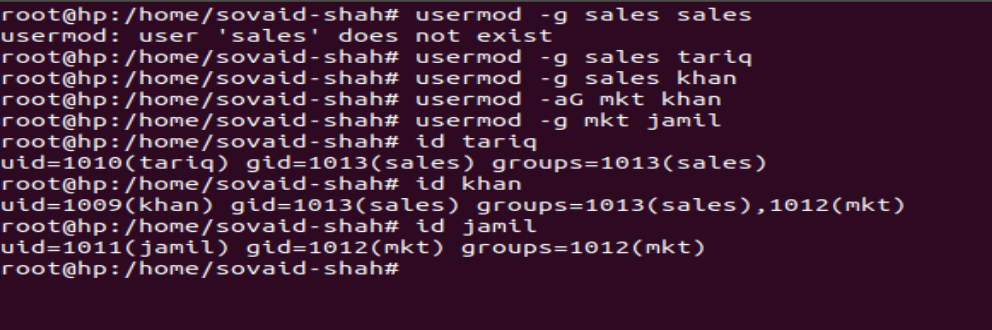 root@hp:/home/sovaid-shah# usermod -g sales sales
usermod: user 'sales' does not exist
root@hp:/home/sovaid-shah# usermod -g sales tariq
root@hp:/home/sovaid-shah# usermod -g sales khan
root@hp:/home/sovaid-shah# usermod -aG mkt khan
root@hp:/home/sovaid-shah# usermod -g mkt jamil
root@hp:/home/sovaid-shah# id tariq
uid=1010(tariq) gid=1013(sales) groups=1013(sales)
root@hp:/home/sovaid-shah# id khan
uid=1009(khan) gid=1013(sales) groups=1013(sales),1012(mkt)
root@hp:/home/sovaid-shah# id jamil
uid=1011(jamil) gid=1012(mkt) groups=1012(mkt)
root@hp:/home/sovaid-shah#